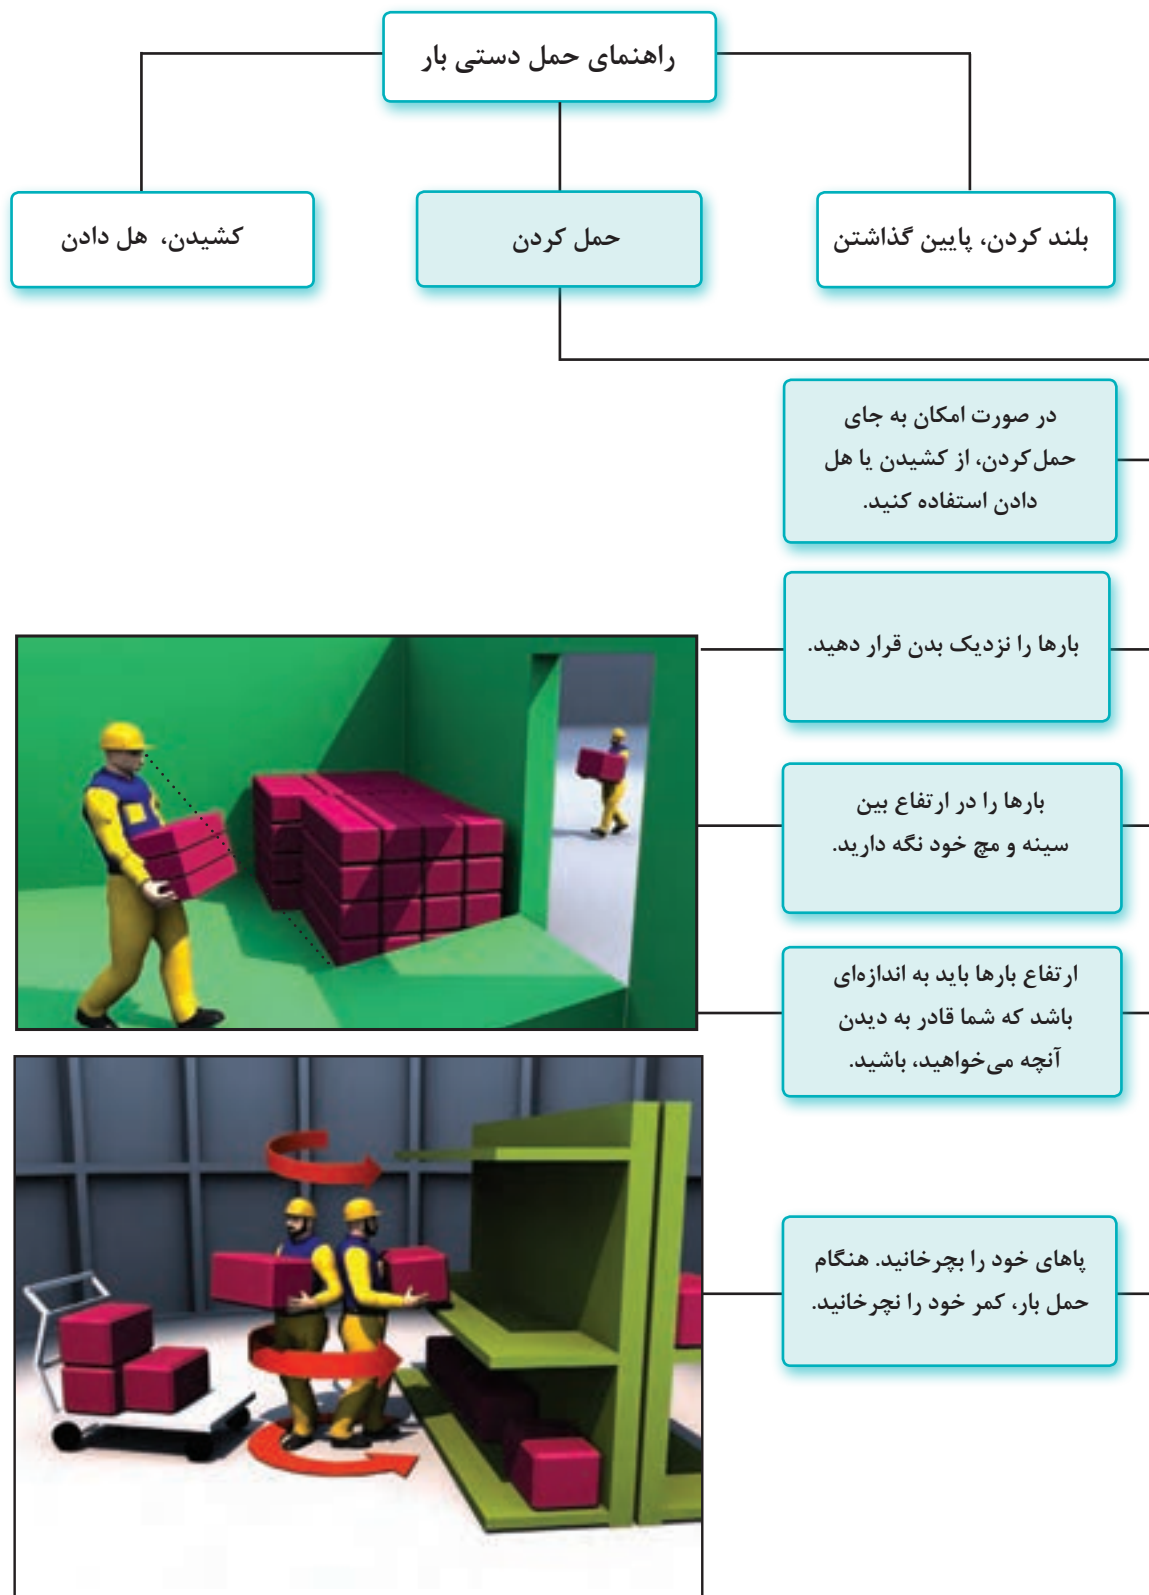 راهنمای حمل دستی بار
بلند کردن، پایین گذاشتن
حمل کردن
کشیدن، هل دادن
در صورت امکان به جای
حمل‌کردن، از کشیدن یا هل
دادن استفاده کنید.
بارها را نزدیک بدن قرار دهید.
بارها را در ارتفاع بین
سینه و مچ خود نگه دارید.
ارتفاع بارها باید به اندازه‌ای
باشد که شما قادر به دیدن
آنچه می‌خواهید، باشید.
پاهای خود را بچرخانید. هنگام
حمل بار، کمر خود را نچرخانید.